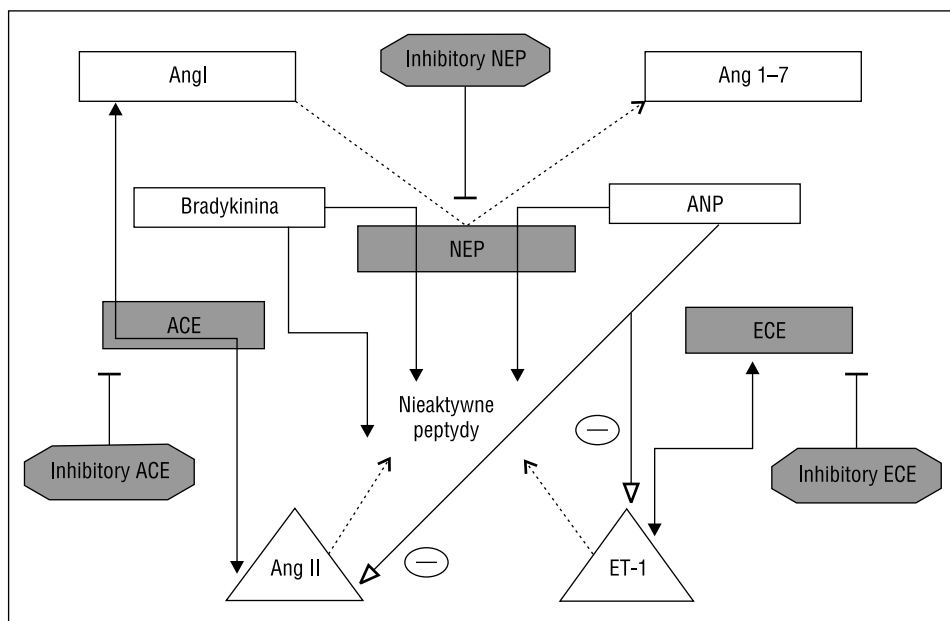 Inhibitory NEP
AngI
Ang 1–7
Bradykinina
ANP
NEP
ACE
ECE
Nieaktywne
peptydy
Inhibitory ACE
Inhibitory ECE
Ang II
ET-1